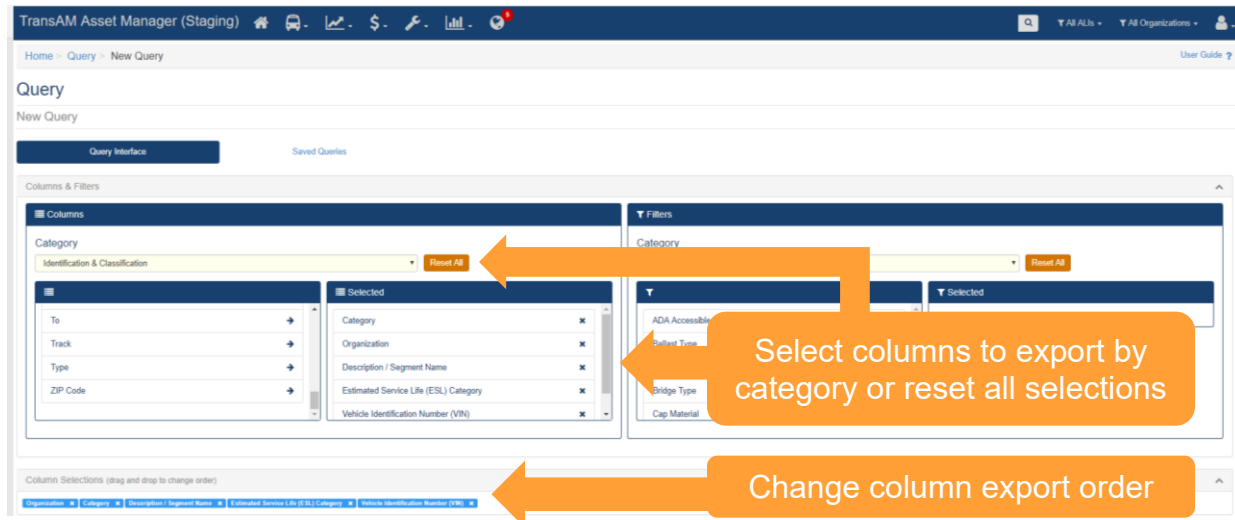 TransAM Asset Manager (Staging) $ 5 All ALIs All Organizations
Home > Query > New Query User Guide ?
Query
New Query
Query Interface Saved Queries
Columns & Filters
Columns
Category
Identification & Classification Reset All
Selected
To
Track
Type
ZIP Code
Category
Organization
Description / Segment Name
Estimated Service Life (ESL) Category
Vehicle Identification Number (VIN)
Filters
Category
Reset All
Selected
ADA Accessible
Ballast Type
Bridge Type
Cap Material
Select columns to export by
category or reset all selections
Column Selections (drag and drop to change order)
Organization x Category x Description / Segment Name x Estimated Service Life (ESL) Category x Vehicle Identification Number (VIN) x
Change column export order